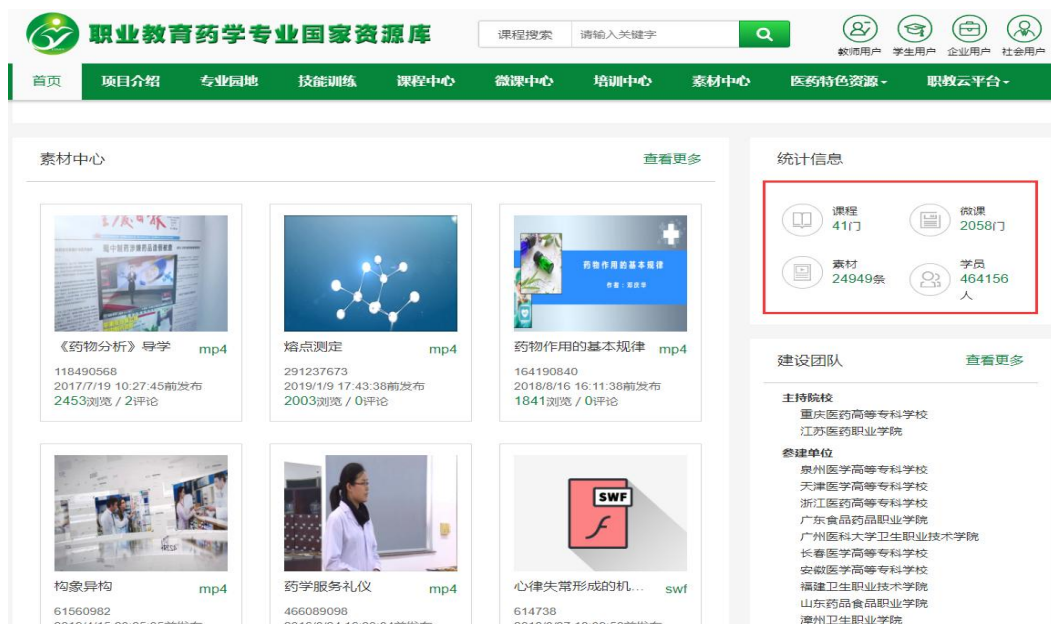 职业教育药学专业国家资源库
课程搜索 请输入关键字
教师用户 学生用户 企业用户 社会用户
首页 项目介绍 专业园地 技能训练 课程中心 微课中心 培训中心 素材中心 医药特色资源 职教云平台
素材中心 查看更多
《药物分析》导学 mp4
118490568
2017/7/19 10:27:45前发布
2453浏览 / 2评论
熔点测定 mp4
291237673
2019/1/9 17:43:38前发布
2003浏览 / 0评论
药物作用的基本规律
药物作用的基本规律 mp4
164190840
2018/8/16 16:11:38前发布
1841浏览 / 0评论
构象异构 mp4
61560982
药学服务礼仪 mp4
466089098
SWF
心律失常形成的机... swf
614738
统计信息
课程
41门
微课
2058门
素材
24949条
学员
464156
人
建设团队 查看更多
主持院校
重庆医药高等专科学校
江苏医药职业学院
参建单位
泉州医学高等专科学校
天津医学高等专科学校
浙江医药高等专科学校
广东食品药品职业学院
广州医科大学卫生职业技术学院
长春医学高等专科学校
安徽医学高等专科学校
福建卫生职业技术学院
山东药品食品职业学院
漳州卫生职业学院